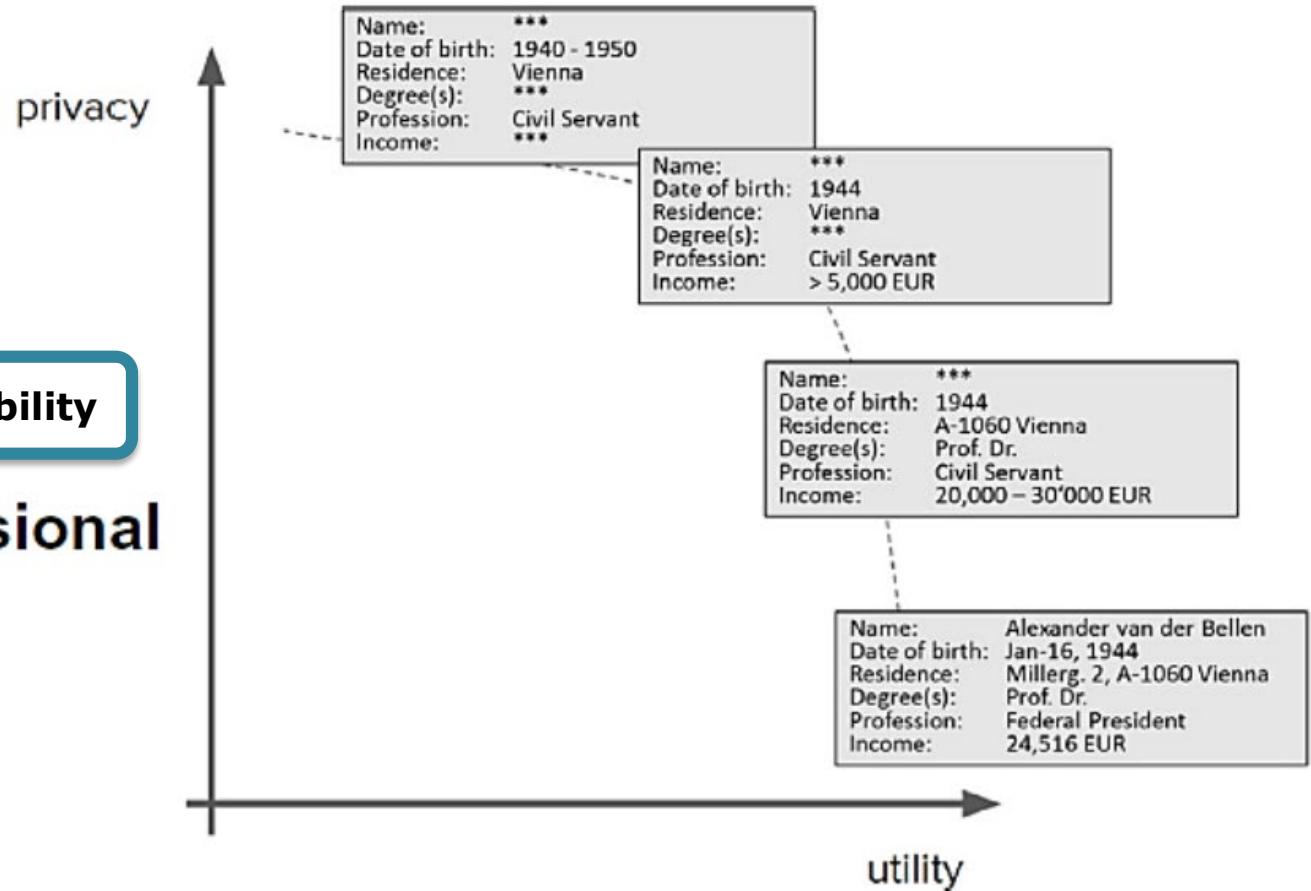 privacy
Name: ***
Date of birth: 1940 - 1950
Residence: Vienna
Degree(s): ***
Profession: Civil Servant
Income: ***
Name: ***
Date of birth: 1944
Residence: Vienna
Degree(s): ***
Profession: Civil Servant
Income: > 5,000 EUR
bility
sional
Name: ***
Date of birth: 1944
Residence: A-1060 Vienna
Degree(s): Prof. Dr.
Profession: Civil Servant
Income: 20,000 – 30'000 EUR
Name: Alexander van der Bellen
Date of birth: Jan-16, 1944
Residence: Millerg. 2, A-1060 Vienna
Degree(s): Prof. Dr.
Profession: Federal President
Income: 24,516 EUR
utility